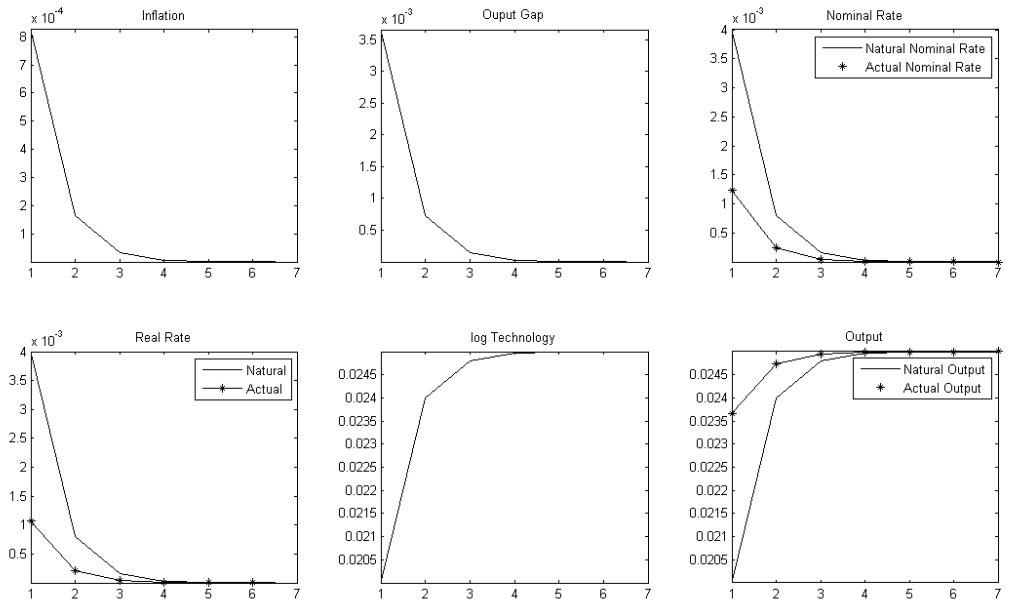 Inflation
x 10^-4
8
7
6
5
4
3
2
1
1 2 3 4 5 6 7
Ouput Gap
x 10^-3
3.5
3
2.5
2
1.5
1
0.5
1 2 3 4 5 6 7
Nominal Rate
x 10^-3
4
3.5
3
2.5
2
1.5
1
0.5
1 2 3 4 5 6 7
Natural Nominal Rate
Actual Nominal Rate
Real Rate
x 10^-3
4
3.5
3
2.5
2
1.5
1
0.5
1 2 3 4 5 6 7
Natural
Actual
log Technology
0.0245
0.024
0.0235
0.023
0.0225
0.022
0.0215
0.021
0.0205
1 2 3 4 5 6 7
Output
0.0245
0.024
0.0235
0.023
0.0225
0.022
0.0215
0.021
0.0205
1 2 3 4 5 6 7
Natural Output
Actual Output